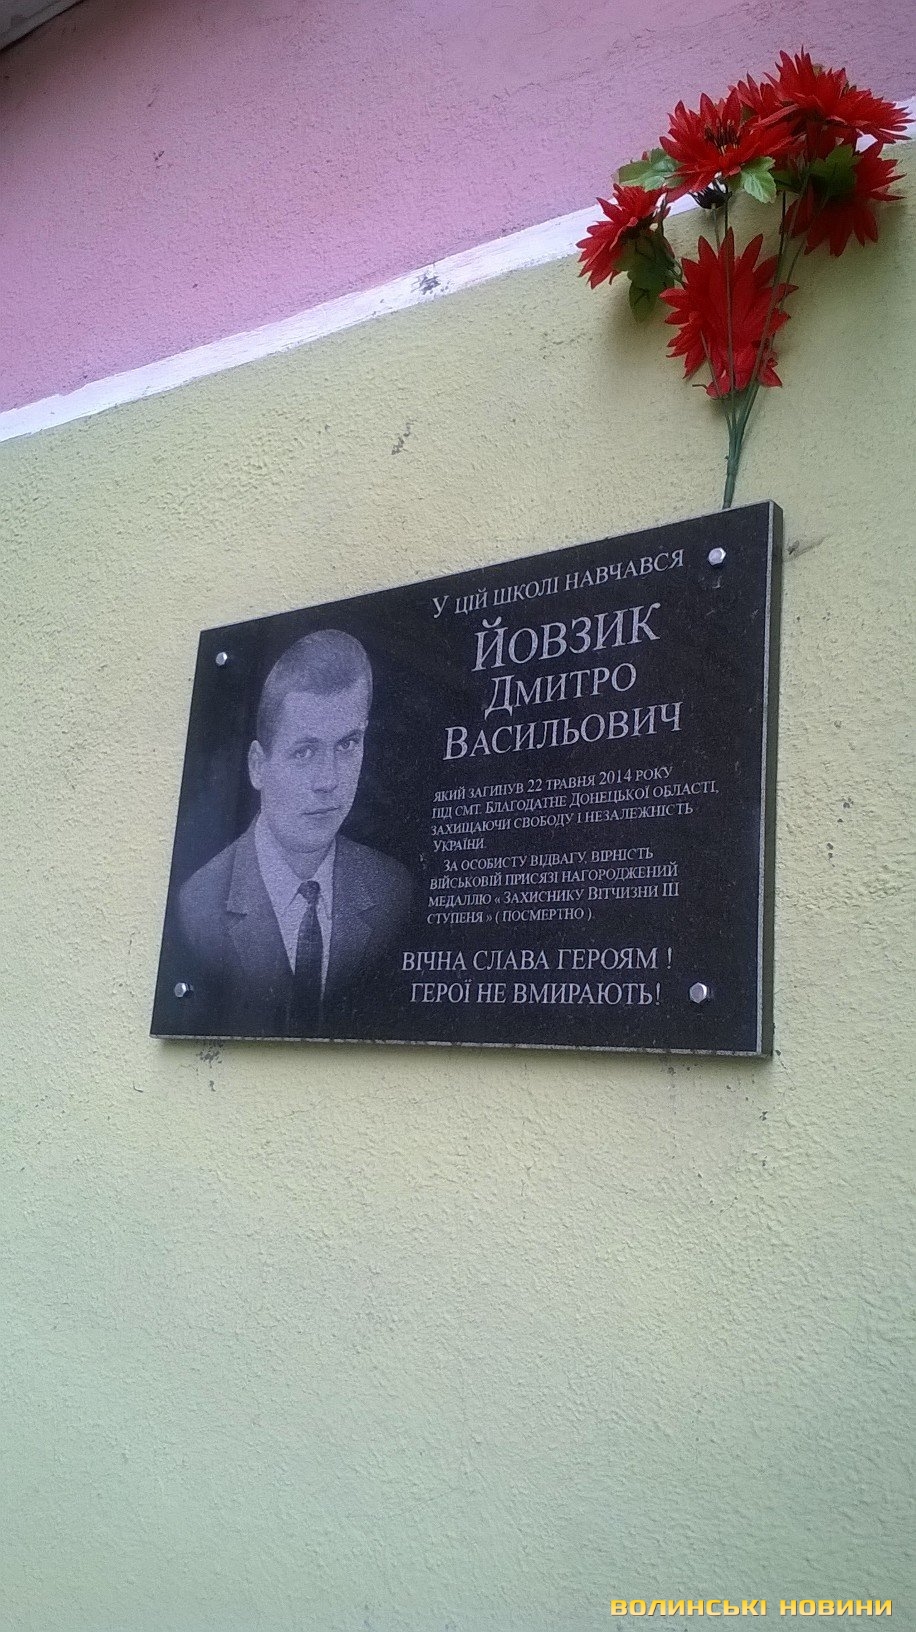 У ЦІЙ ШКОЛІ НАВЧАВСЯ
ЙОВЗИК
ДМИТРО
ВАСИЛЬОВИЧ
ЯКИЙ ЗАГИНУВ 22 ТРАВНЯ 2014 РОКУ
ПІД СМТ. БЛАГОДАТНЕ ДОНЕЦЬКОЇ ОБЛАСТІ,
ЗАХИЩАЮЧИ СВОБОДУ І НЕЗАЛЕЖНІСТЬ
УКРАЇНИ.
ЗА ОСОБИСТУ ВІДВАГУ, ВІРНІСТЬ
ВІЙСЬКОВІЙ ПРИСЯЗІ НАГОРОДЖЕНИЙ
МЕДАЛЛЮ « ЗАХИСНИКУ ВІТЧИЗНИ ІІІ
СТУПЕНЯ » ( ПОСМЕРТНО ).
ВІЧНА СЛАВА ГЕРОЯМ !
ГЕРОЇ НЕ ВМИРАЮТЬ!
ВОЛИНСЬКІ НОВИНИ